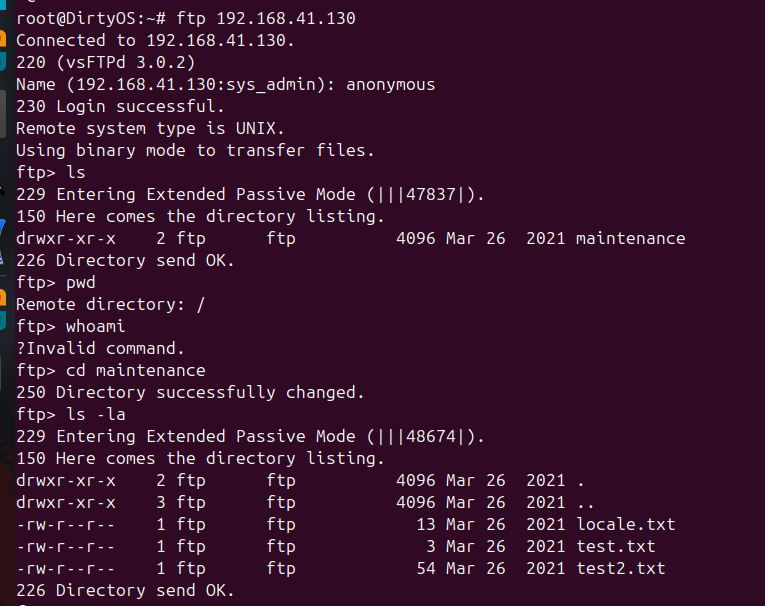 root@DirtyOS:~# ftp 192.168.41.130
Connected to 192.168.41.130.
220 (vsFTPd 3.0.2)
Name (192.168.41.130:sys_admin): anonymous
230 Login successful.
Remote system type is UNIX.
Using binary mode to transfer files.
ftp> ls
229 Entering Extended Passive Mode (|||47837|).
150 Here comes the directory listing.
drwxr-xr-x    2 ftp      ftp          4096 Mar 26  2021 maintenance
226 Directory send OK.
ftp> pwd
Remote directory: /
ftp> whoami
?Invalid command.
ftp> cd maintenance
250 Directory successfully changed.
ftp> ls -la
229 Entering Extended Passive Mode (|||48674|).
150 Here comes the directory listing.
drwxr-xr-x    2 ftp      ftp          4096 Mar 26  2021 .
drwxr-xr-x    3 ftp      ftp          4096 Mar 26  2021 ..
-rw-r--r--    1 ftp      ftp            13 Mar 26  2021 locale.txt
-rw-r--r--    1 ftp      ftp             3 Mar 26  2021 test.txt
-rw-r--r--    1 ftp      ftp            54 Mar 26  2021 test2.txt
226 Directory send OK.